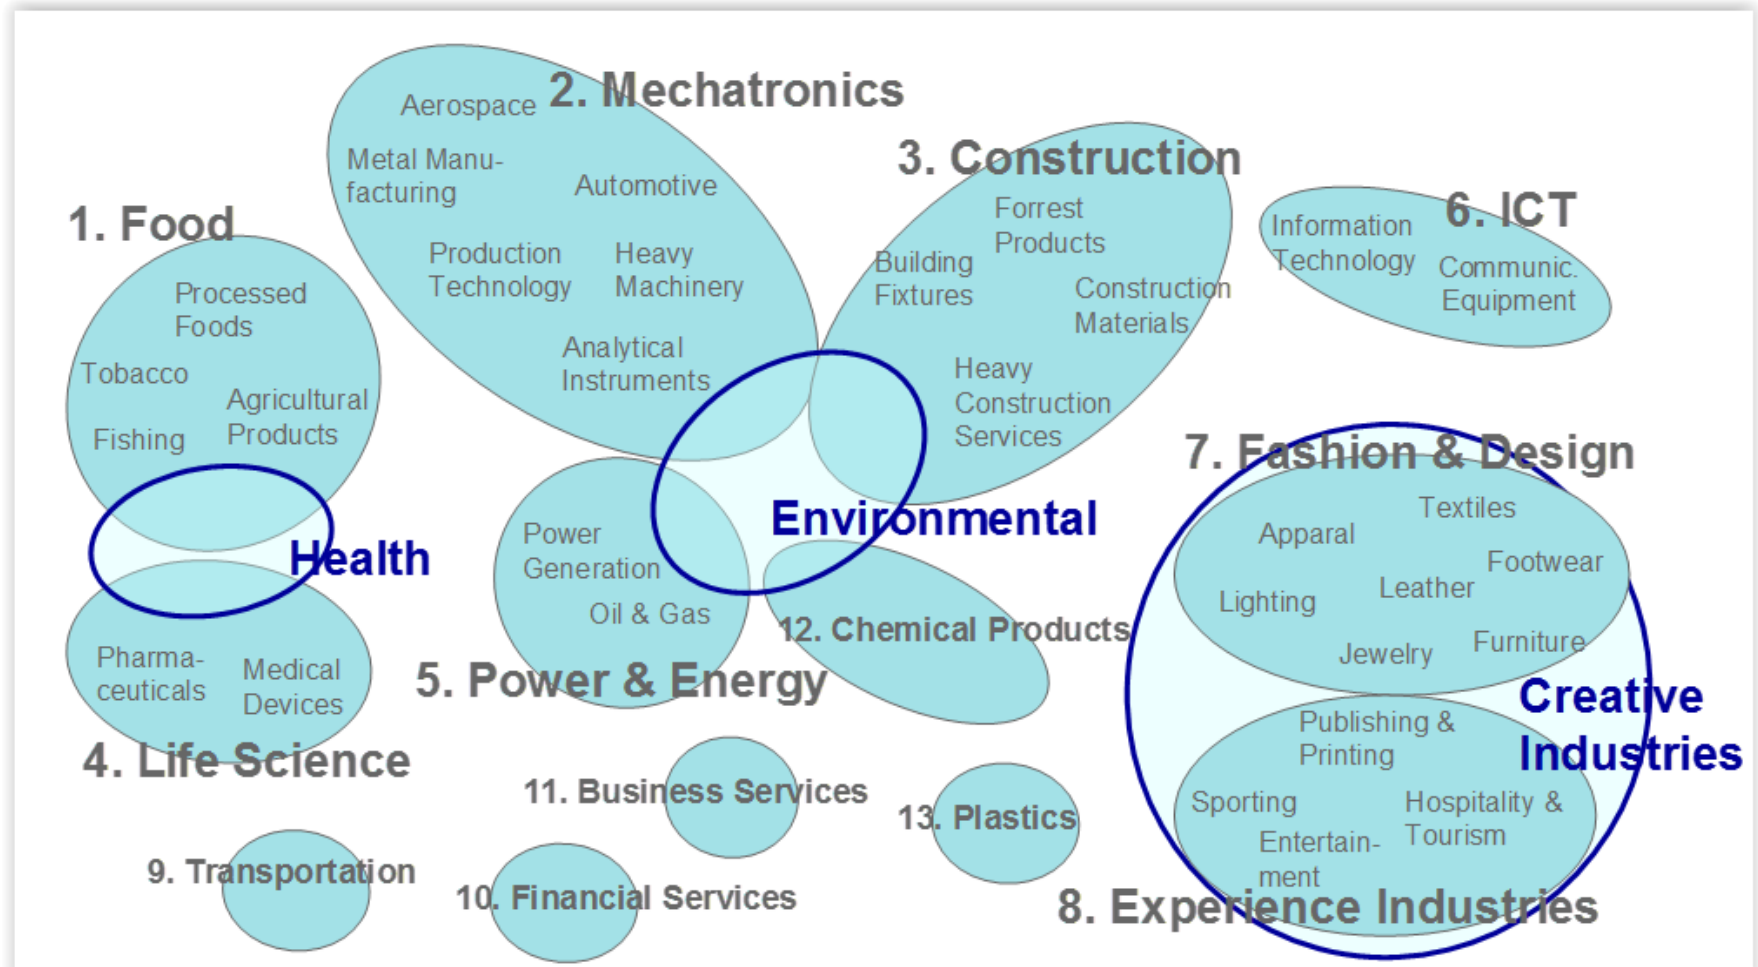 2. Mechatronics
Aerospace
Metal Manu-
facturing
Automotive
Production
Technology
Heavy
Machinery
Analytical
Instruments
3. Construction
Forrest
Products
Building
Fixtures
Construction
Materials
Heavy
Construction
Services
6. ICT
Information
Technology
Communic.
Equipment
1. Food
Processed
Foods
Tobacco
Agricultural
Products
Fishing
Health
Pharma-
ceuticals
Medical
Devices
4. Life Science
Environmental
Power
Generation
Oil & Gas
5. Power & Energy
12. Chemical Products
7. Fashion & Design
Textiles
Apparal
Footwear
Leather
Lighting
Furniture
Jewelry
Creative
Industries
Publishing &
Printing
Sporting
Hospitality &
Tourism
Entertain-
ment
8. Experience Industries
11. Business Services
13. Plastics
9. Transportation
10. Financial Services